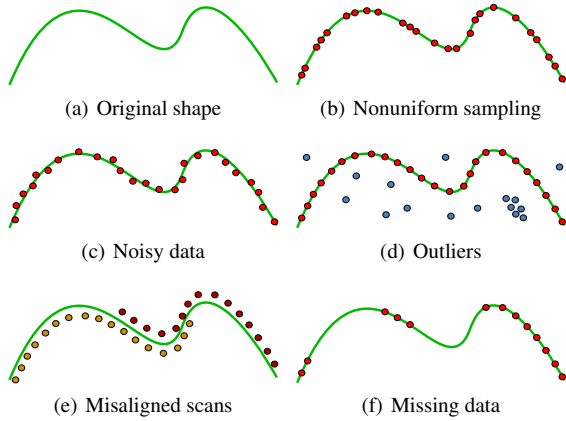 (a) Original shape
(b) Nonuniform sampling
(c) Noisy data
(d) Outliers
(e) Misaligned scans
(f) Missing data